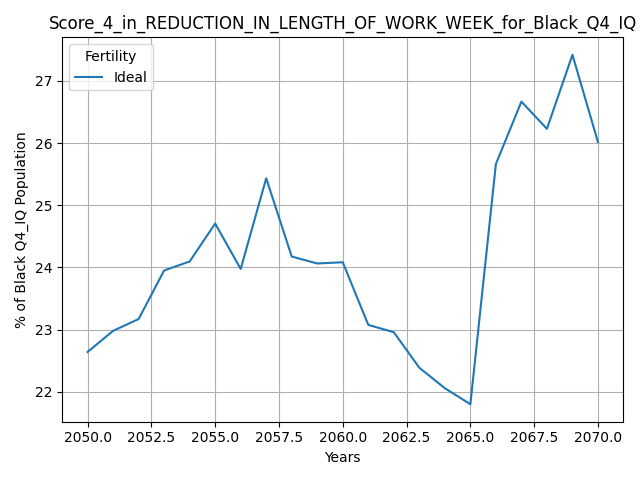 Score_4_in_REDUCTION_IN_LENGTH_OF_WORK_WEEK_for_Black_Q4_IQ
Fertility
Ideal
% of Black Q4_IQ Population
27
26
25
24
23
22
2050.0 2052.5 2055.0 2057.5 2060.0 2062.5 2065.0 2067.5 2070.0
Years